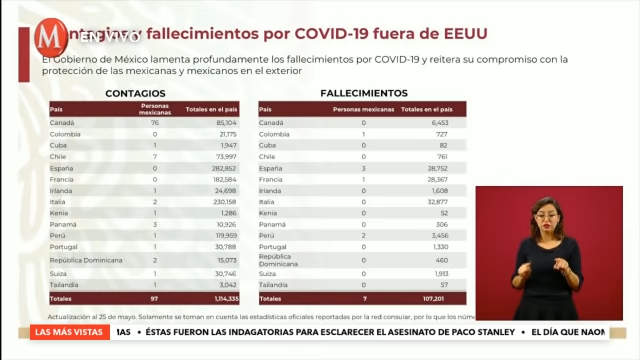 M
EN VIVO
ntagios y fallecimientos por COVID-19 fuera de EEUU
El Gobierno de México lamenta profundamente los fallecimientos por COVID-19 y reitera su compromiso con la
protección de las mexicanas y mexicanos en el exterior
CONTAGIOS
País Personas mexicanas Totales en el país
Canadá 76 85,104
Colombia 0 21,175
Cuba 1 1,947
Chile 7 73,997
España 0 282,852
Francia 0 182,584
Irlanda 1 24,698
Italia 2 230,158
Kenia 1 1,286
Panamá 3 10,926
Perú 1 119,959
Portugal 1 30,788
República Dominicana 2 15,073
Suiza 1 30,746
Tailandia 1 3,042
Totales 97 1,114,335
FALLECIMIENTOS
País Personas mexicanas Totales en el país
Canadá 0 6,453
Colombia 1 727
Cuba 0 82
Chile 0 761
España 3 28,752
Francia 1 28,367
Irlanda 0 1,608
Italia 0 32,877
Kenia 0 52
Panamá 0 306
Perú 2 3,456
Portugal 0 1,330
República
Dominicana 0 460
Suiza 0 1,913
Tailandia 0 57
Totales 7 107,201
Actualización al 25 de mayo. Solamente se toman en cuenta las estadísticas oficiales reportadas por la red consular, por lo que los núme
LAS MÁS VISTAS MAS • ÉSTAS FUERON LAS INDAGATORIAS PARA ESCLARECER EL ASESINATO DE PACO STANLEY • EL DÍA QUE NAOM